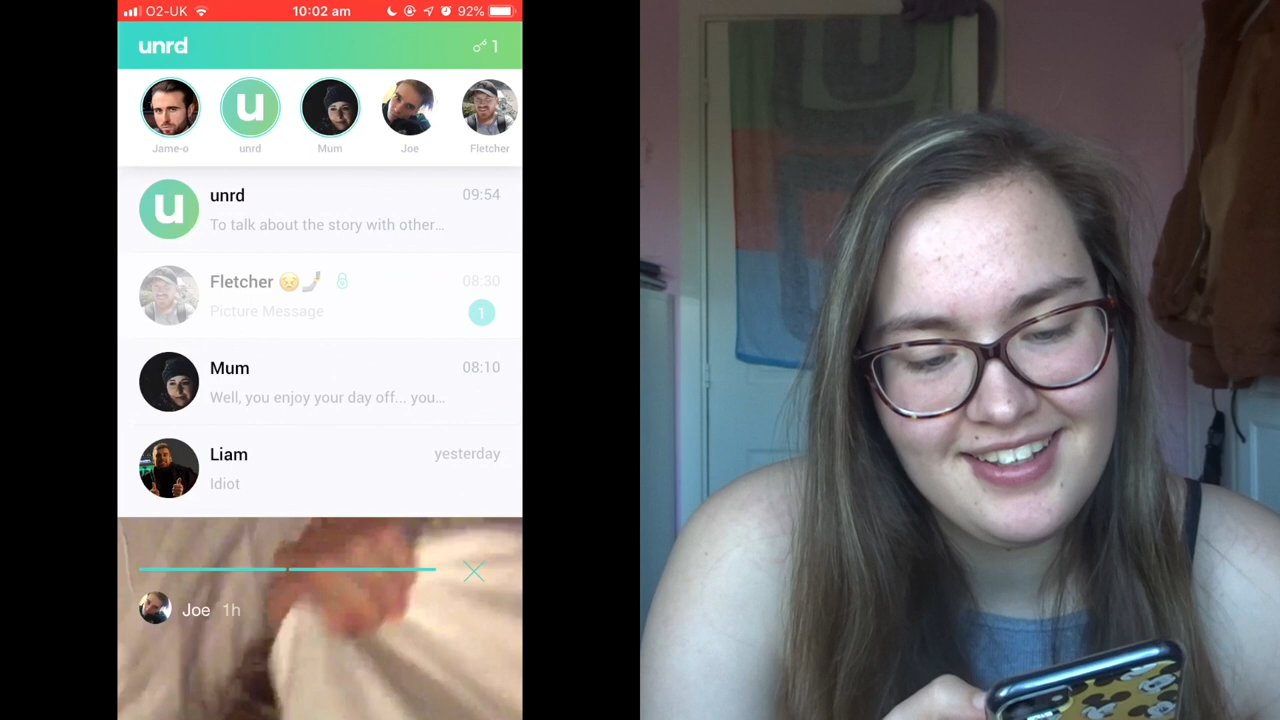 O2-UK 10:02 am 92%
unrd 1
u
Jame-o unrd Mum Joe Fletcher
u
unrd 09:54
To talk about the story with other...
Fletcher 08:30
Picture Message 1
Mum 08:10
Well, you enjoy your day off... you...
Liam yesterday
Idiot
Joe 1h